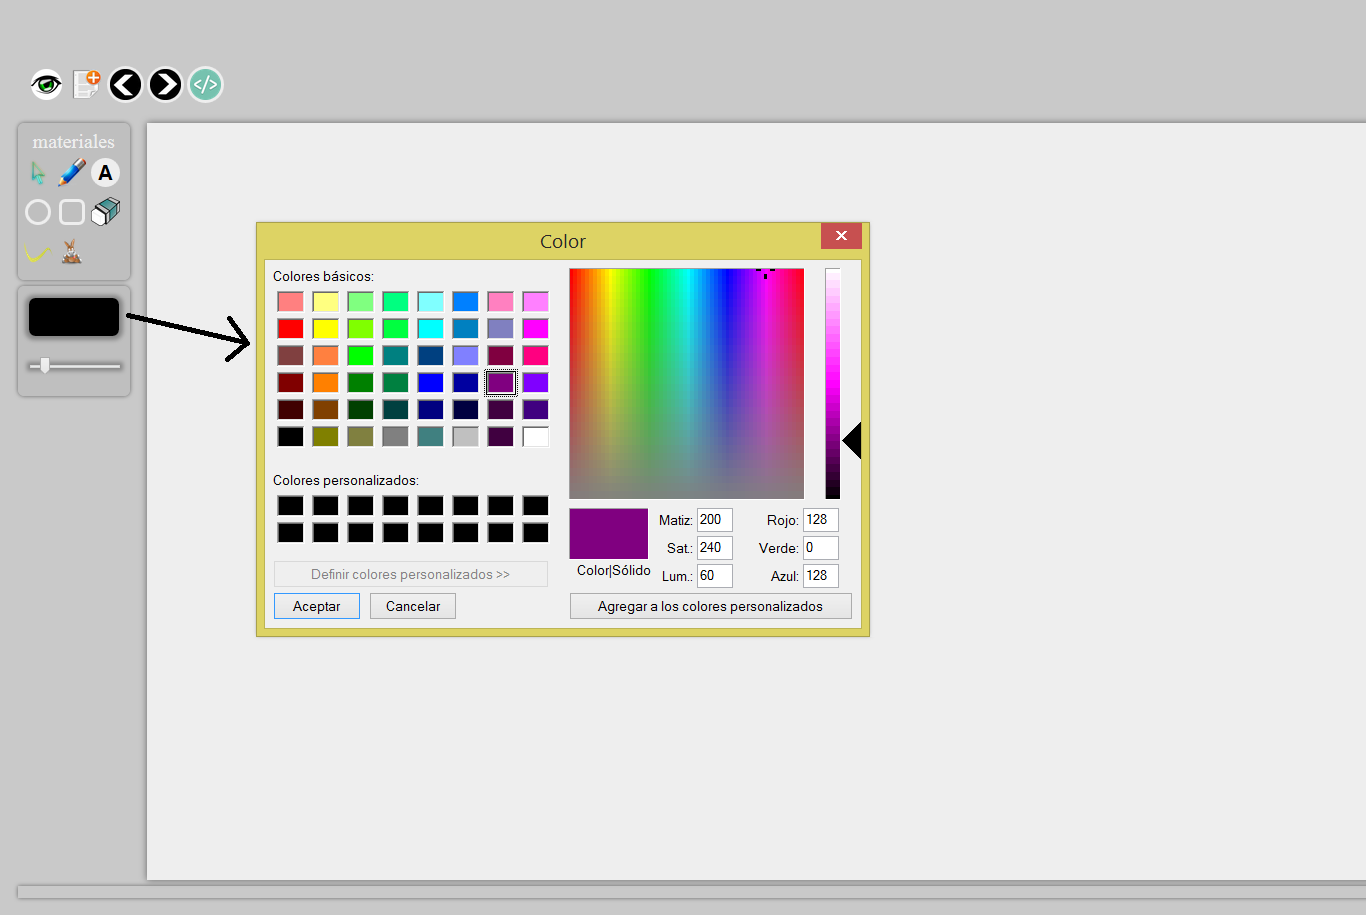 </>
materiales
A
Color
Colores básicos:
Colores personalizados:
Definir colores personalizados >>
Aceptar Cancelar
Matiz: 200 Rojo: 128
Sat.: 240 Verde: 0
Color|Sólido Lum.: 60 Azul: 128
Agregar a los colores personalizados